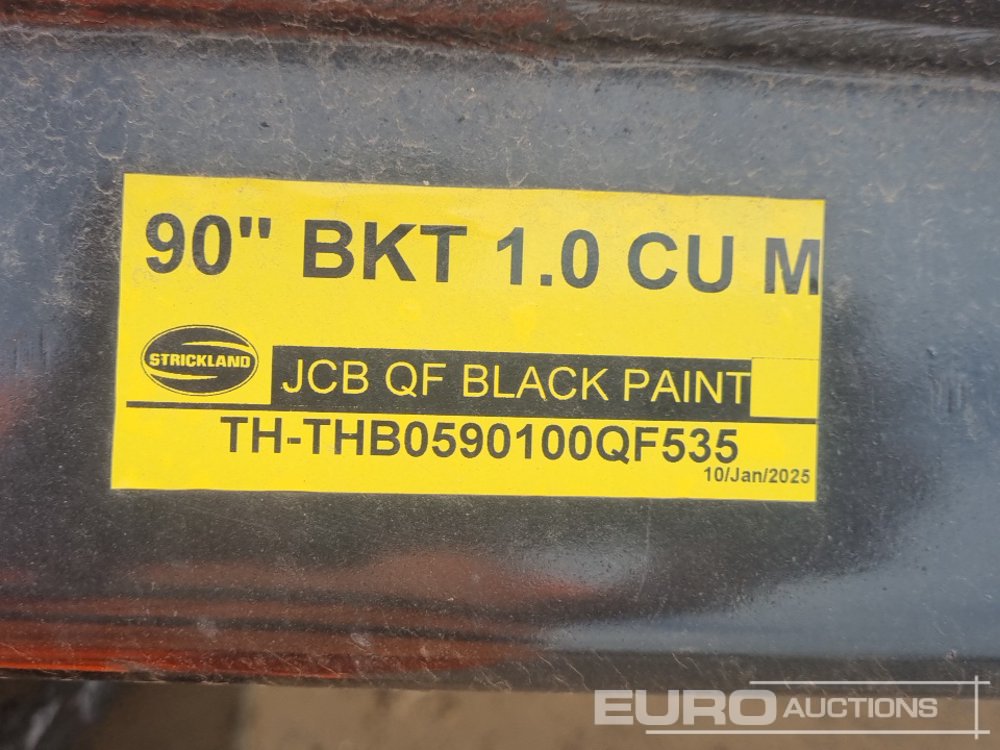 90" BKT 1.0 CU M
STRICKLAND
JCB QF BLACK PAINT
TH-THB0590100QF535
10/Jan/2025
EURO AUCTIONS